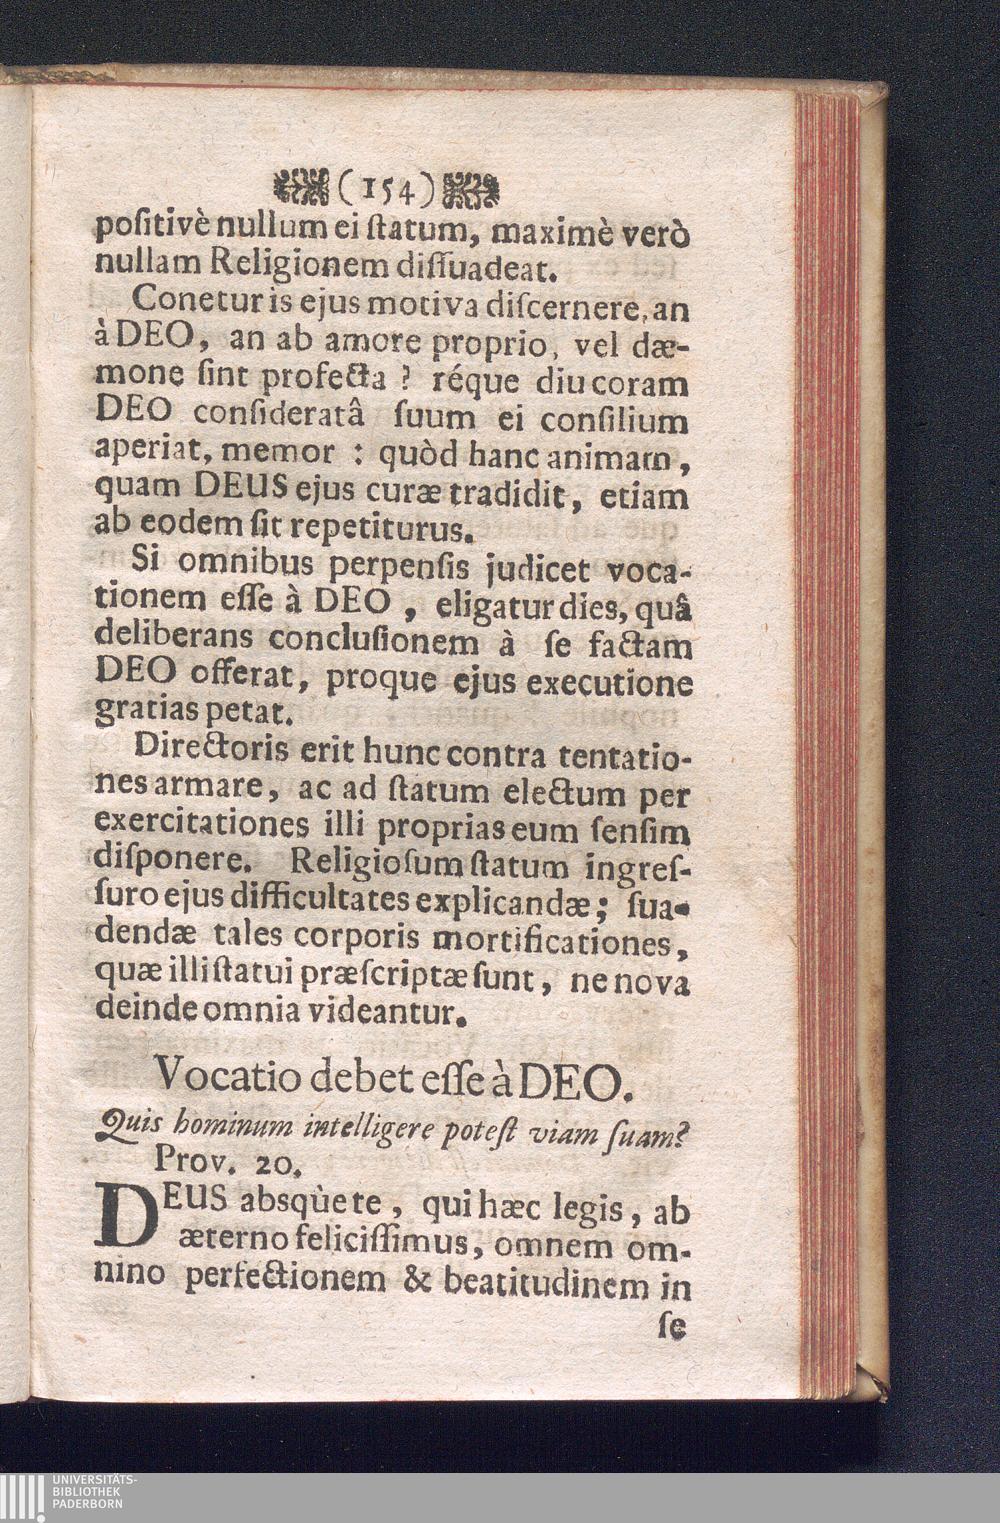 (154)
positivè nullum ei statum, maximè verò
nullam Religionem dissuadeat.
Conetur is ejus motiva discernere, an
à DEO, an ab amore proprio, vel dæ-
mone sint profecta ? réque diu coram
DEO consideratâ suum ei consilium
aperiat, memor : quòd hanc animam,
quam DEUS ejus curæ tradidit, etiam
ab eodem sit repetiturus.
Si omnibus perpensis judicet voca-
tionem esse à DEO , eligatur dies, quâ
deliberans conclusionem à se factam
DEO offerat, proque ejus executione
gratias petat.
Directoris erit hunc contra tentatio-
nes armare, ac ad statum electum per
exercitationes illi proprias eum sensim
disponere. Religiosum statum ingres-
suro ejus difficultates explicandæ; sua-
dendæ tales corporis mortificationes,
quæ illi statui præscriptæ sunt, ne nova
deinde omnia videantur.
Vocatio debet esse à DEO.
Quis hominum intelligere potest viam suam?
Prov. 20.
DEUS absqùe te , qui hæc legis, ab
æterno felicissimus, omnem om-
nino perfectionem & beatitudinem in
se
UNIVERSITÄTS-
BIBLIOTHEK
PADERBORN